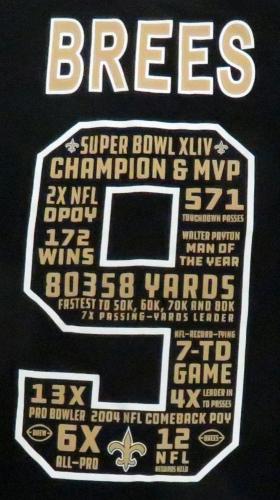 BREES
SUPER BOWL XLIV
CHAMPION & MVP
2X NFL
DPOY
571
TOUCHDOWN PASSES
172
WINS
WALTER PAYTON
MAN OF
THE YEAR
80358 YARDS
FASTEST TO 50K, 60K, 70K AND 80K
7X PASSING-YARDS LEADER
NFL-RECORD-TYING
7-TD
GAME
13X
PRO BOWLER
4X
LEADER IN
TD PASSES
2004 NFL COMEBACK POY
DREW
6X
ALL-PRO
12
NFL
RECORDS HELD
BREES